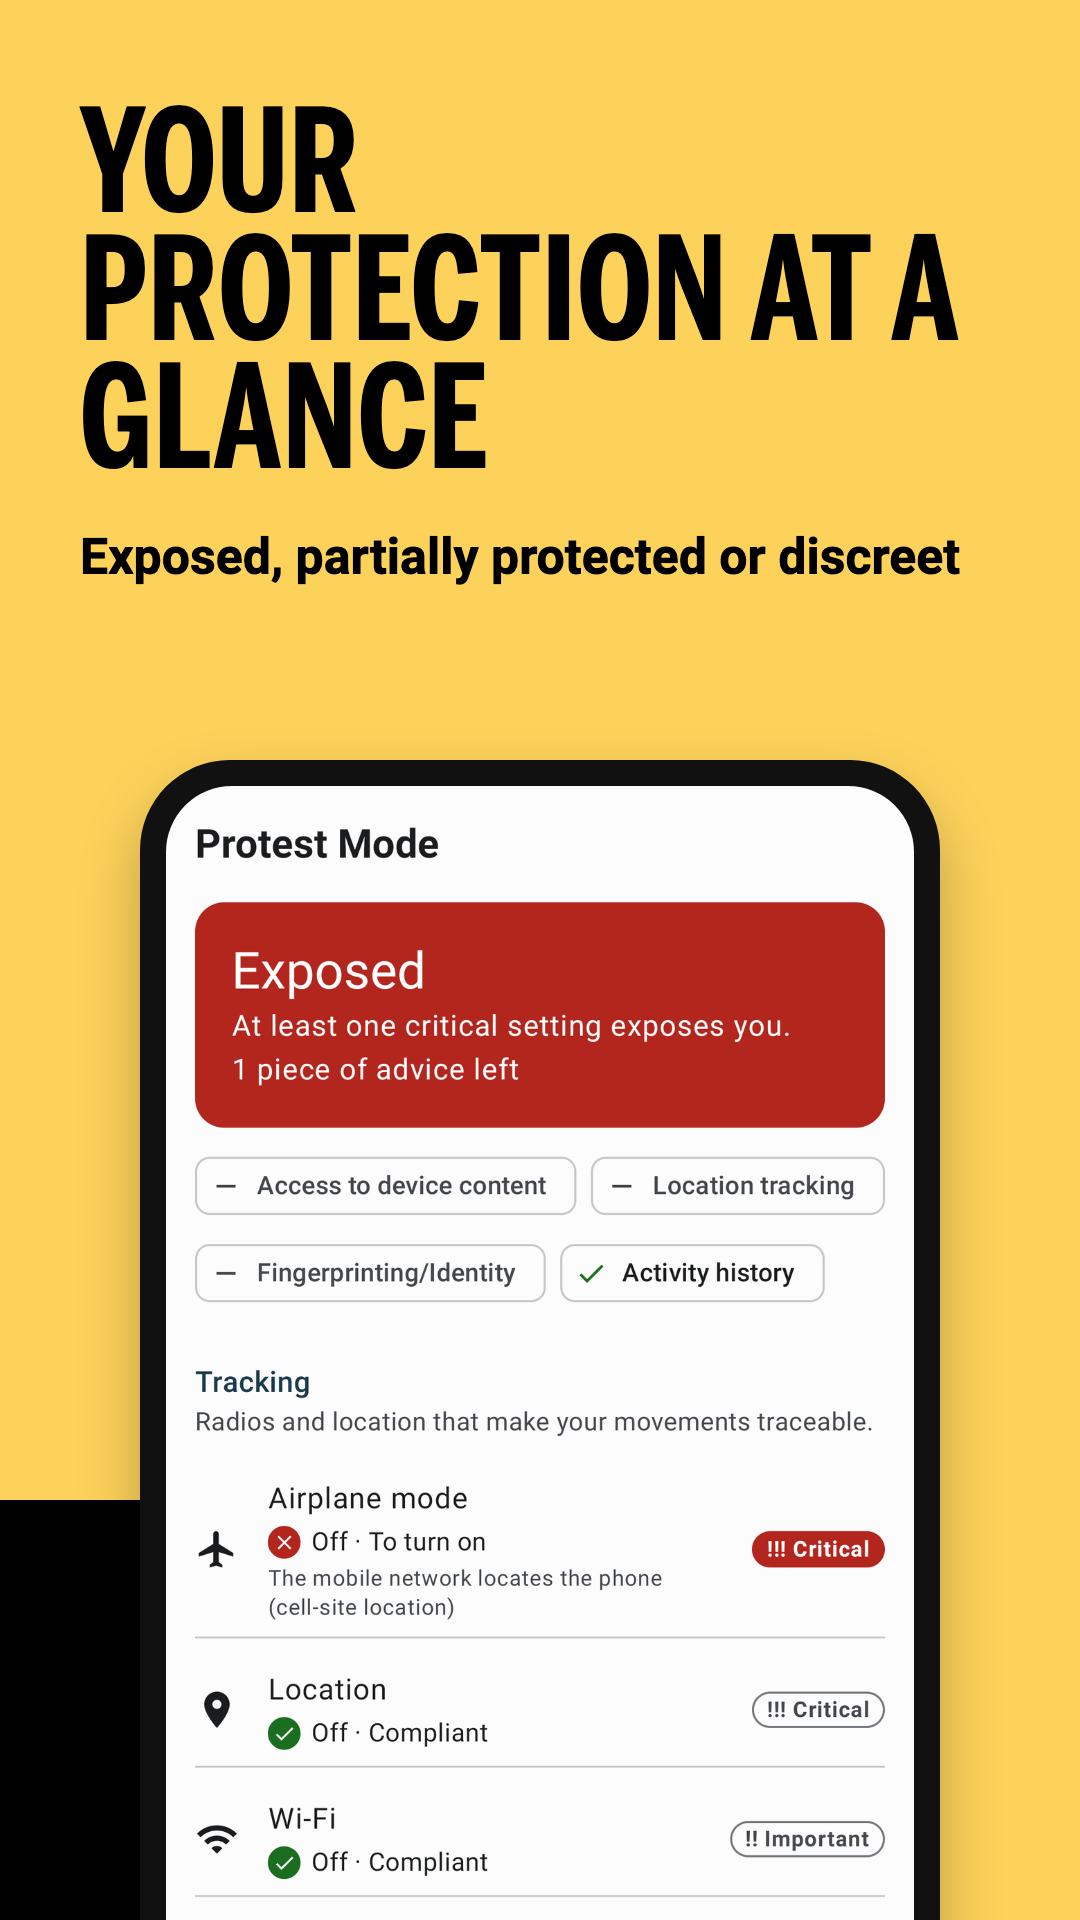 YOUR
PROTECTION AT A
GLANCE
Exposed, partially protected or discreet
Protest Mode
Exposed
At least one critical setting exposes you.
1 piece of advice left
Access to device content
Location tracking
Fingerprinting/Identity
Activity history
Tracking
Radios and location that make your movements traceable.
Airplane mode
Off · To turn on
!!! Critical
The mobile network locates the phone
(cell-site location)
Location
!!! Critical
Off · Compliant
Wi-Fi
!! Important
Off · Compliant